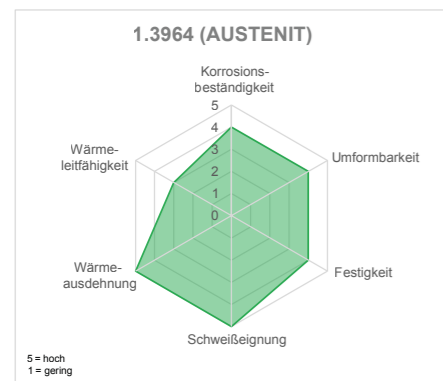 1.3964 (AUSTENIT)
Korrosions-
beständigkeit
5
4
3
2
1
0
Wärme-
leitfähigkeit
Umformbarkeit
Wärme-
ausdehnung
Festigkeit
Schweißeignung
5 = hoch
1 = gering